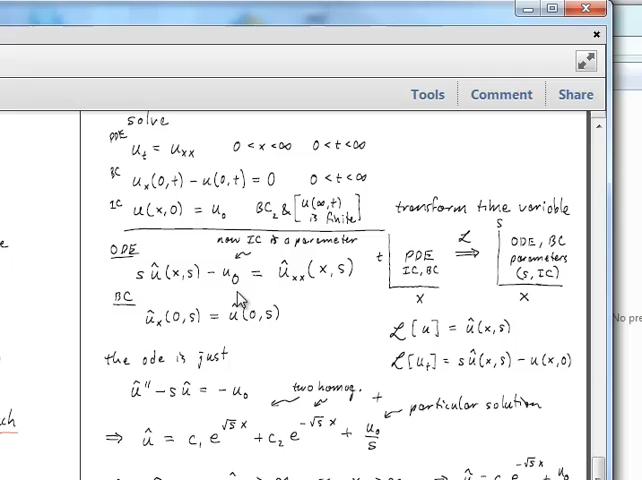 Tools Comment Share
solve
PDE
u_t = u_xx 0 < x < ∞ 0 < t < ∞
BC
u_x(0,t) - u(0,t) = 0 0 < t < ∞
IC u(x,0) = u_0 BC_2 & [u(∞,t) is finite]
transform time variable
ODE
now IC is a parameter
s û(x,s) - u_0 = û_xx(x,s)
t PDE IC, BC x
ℒ ⇒
s ODE, BC parameters (s, IC) x
BC
û_x(0,s) = û(0,s)
ℒ[u] = û(x,s)
ℒ[u_t] = s û(x,s) - u(x,0)
the ode is just
û'' - s û = - u_0
two homog. +
particular solution
⇒ û = c_1 e^{√s x} + c_2 e^{-√s x} + u_0/s
No pre